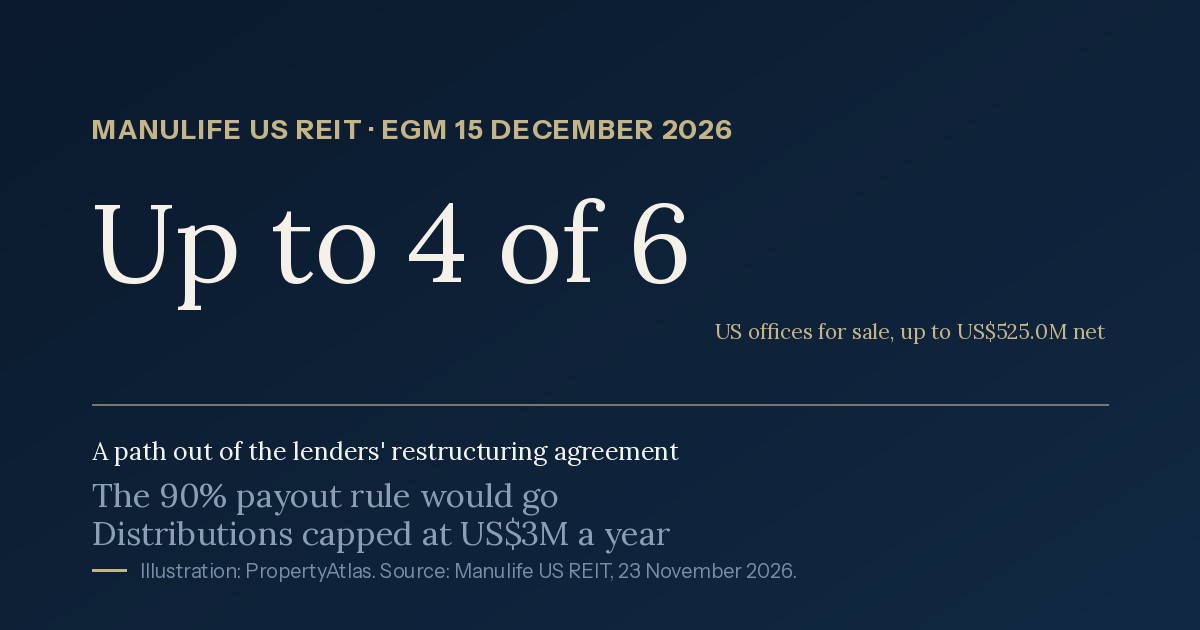 MANULIFE US REIT · EGM 15 DECEMBER 2026
Up to 4 of 6
US offices for sale, up to US$525.0M net
A path out of the lenders' restructuring agreement
The 90% payout rule would go
Distributions capped at US$3M a year
Illustration: PropertyAtlas. Source: Manulife US REIT, 23 November 2026.